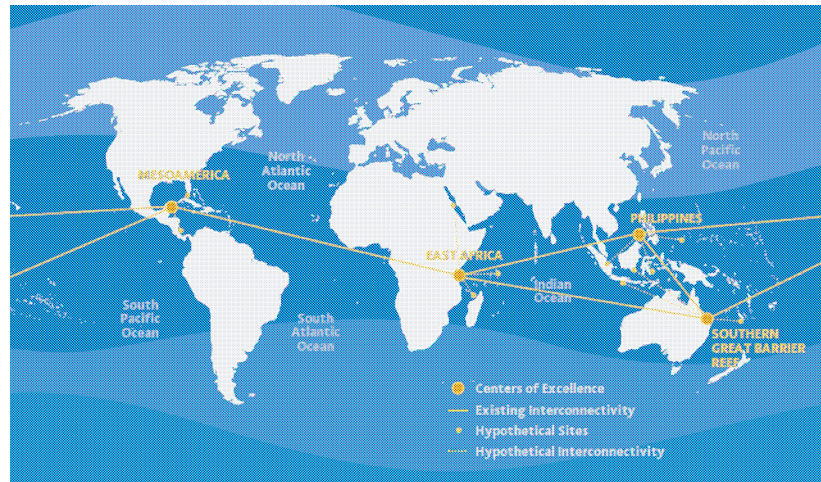 North
Pacific
Ocean
North
Atlantic
Ocean
MESOAMERICA
PHILIPPINES
EAST AFRICA
Indian
Ocean
South
Pacific
Ocean
South
Atlantic
Ocean
SOUTHERN
GREAT BARRIER
REEF
Centers of Excellence
Existing Interconnectivity
Hypothetical Sites
Hypothetical Interconnectivity